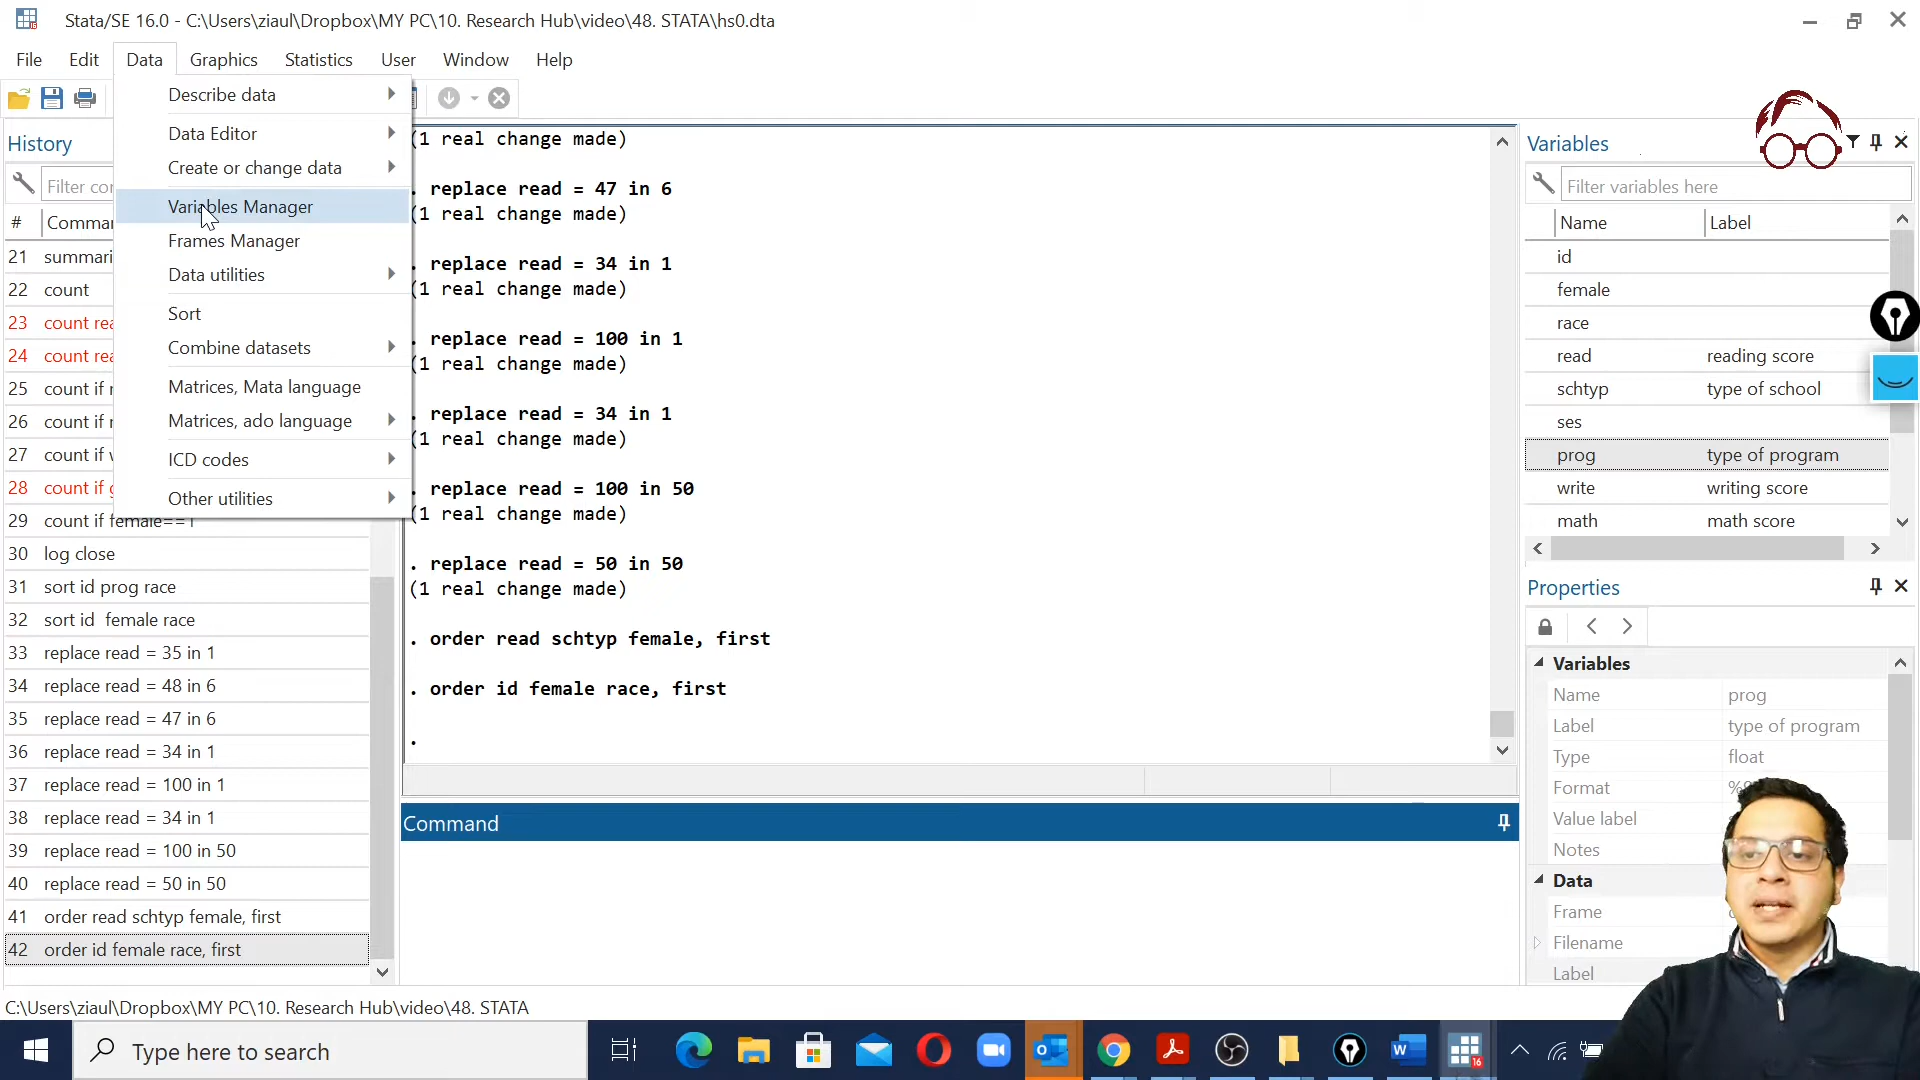 Stata/SE 16.0 - C:\Users\ziaul\Dropbox\MY PC\10. Research Hub\video\48. STATA\hs0.dta
File Edit Data Graphics Statistics User Window Help
Describe data
Data Editor
Create or change data
Variables Manager
Frames Manager
Data utilities
Sort
Combine datasets
Matrices, Mata language
Matrices, ado language
ICD codes
Other utilities
History
Filter
#
21 summari
22 count
23 count
24 count
25 count if
26 count if
27 count if
28 count if
29 count if female==1
30 log close
31 sort id prog race
32 sort id female race
33 replace read = 35 in 1
34 replace read = 48 in 6
35 replace read = 47 in 6
36 replace read = 34 in 1
37 replace read = 100 in 1
38 replace read = 34 in 1
39 replace read = 100 in 50
40 replace read = 50 in 50
41 order read schtyp female, first
42 order id female race, first
(1 real change made)
. replace read = 47 in 6
(1 real change made)
. replace read = 34 in 1
(1 real change made)
. replace read = 100 in 1
(1 real change made)
. replace read = 34 in 1
(1 real change made)
. replace read = 100 in 50
(1 real change made)
. replace read = 50 in 50
(1 real change made)
. order read schtyp female, first
. order id female race, first
.
Command
Variables
Filter variables here
Name Label
id
female
race
read reading score
schtyp type of school
ses
prog type of program
write writing score
math math score
Properties
Variables
Name prog
Label type of program
Type float
Format
Value label
Notes
Data
Frame
Filename
Label
C:\Users\ziaul\Dropbox\MY PC\10. Research Hub\video\48. STATA
Type here to search
16